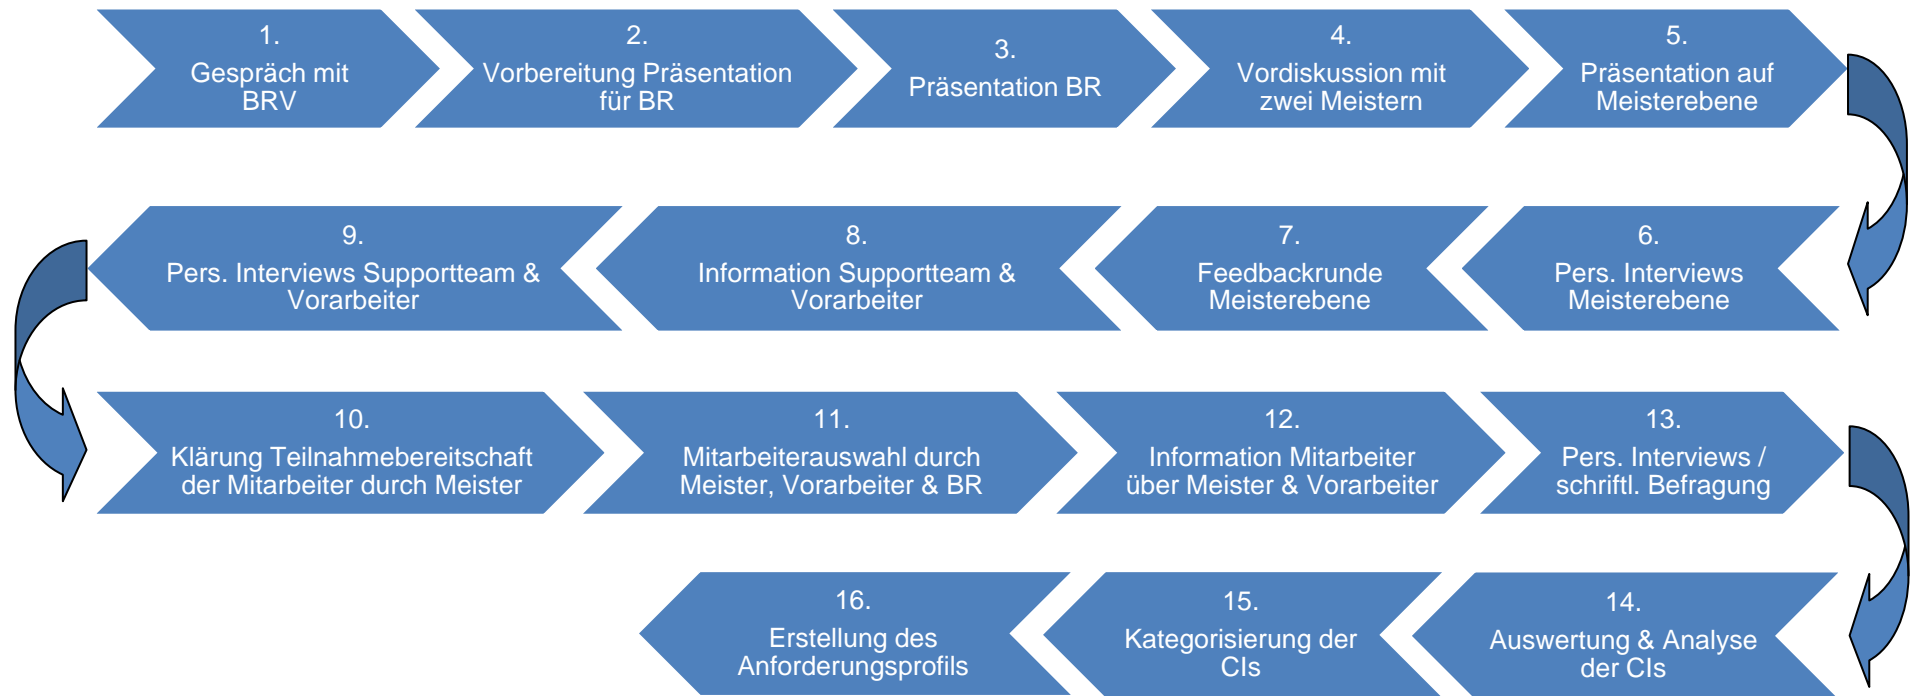 1.
Gespräch mit
BRV
2.
Vorbereitung Präsentation
für BR
3.
Präsentation BR
4.
Vordiskussion mit
zwei Meistern
5.
Präsentation auf
Meisterebene
6.
Pers. Interviews
Meisterebene
7.
Feedbackrunde
Meisterebene
8.
Information Supportteam &
Vorarbeiter
9.
Pers. Interviews Supportteam &
Vorarbeiter
10.
Klärung Teilnahmebereitschaft
der Mitarbeiter durch Meister
11.
Mitarbeiterauswahl durch
Meister, Vorarbeiter & BR
12.
Information Mitarbeiter
über Meister & Vorarbeiter
13.
Pers. Interviews /
schriftl. Befragung
14.
Auswertung & Analyse
der CIs
15.
Kategorisierung der
CIs
16.
Erstellung des
Anforderungsprofils